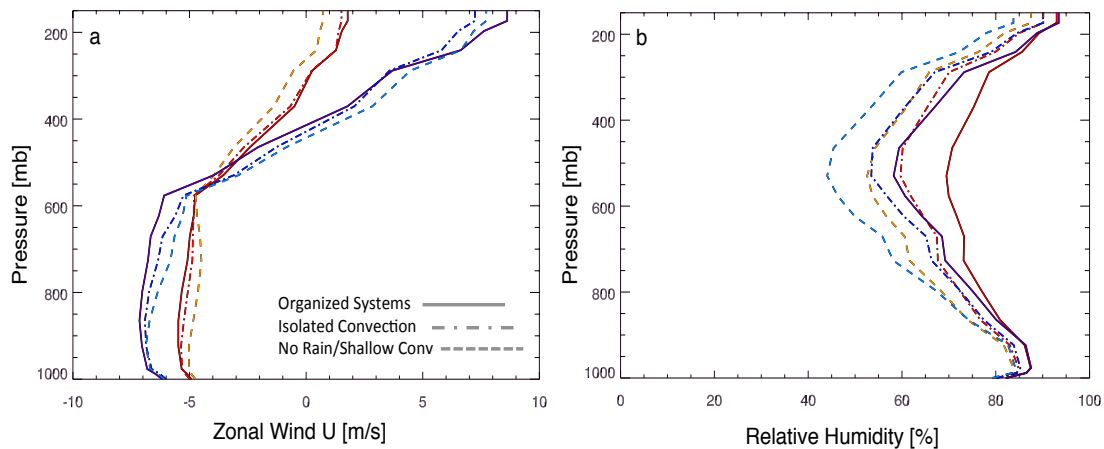 a
200
400
600
800
1000
Pressure [mb]
Organized Systems
Isolated Convection
No Rain/Shallow Conv
-10
-5
0
5
10
Zonal Wind U [m/s]
b
200
400
600
800
1000
Pressure [mb]
0
20
40
60
80
100
Relative Humidity [%]